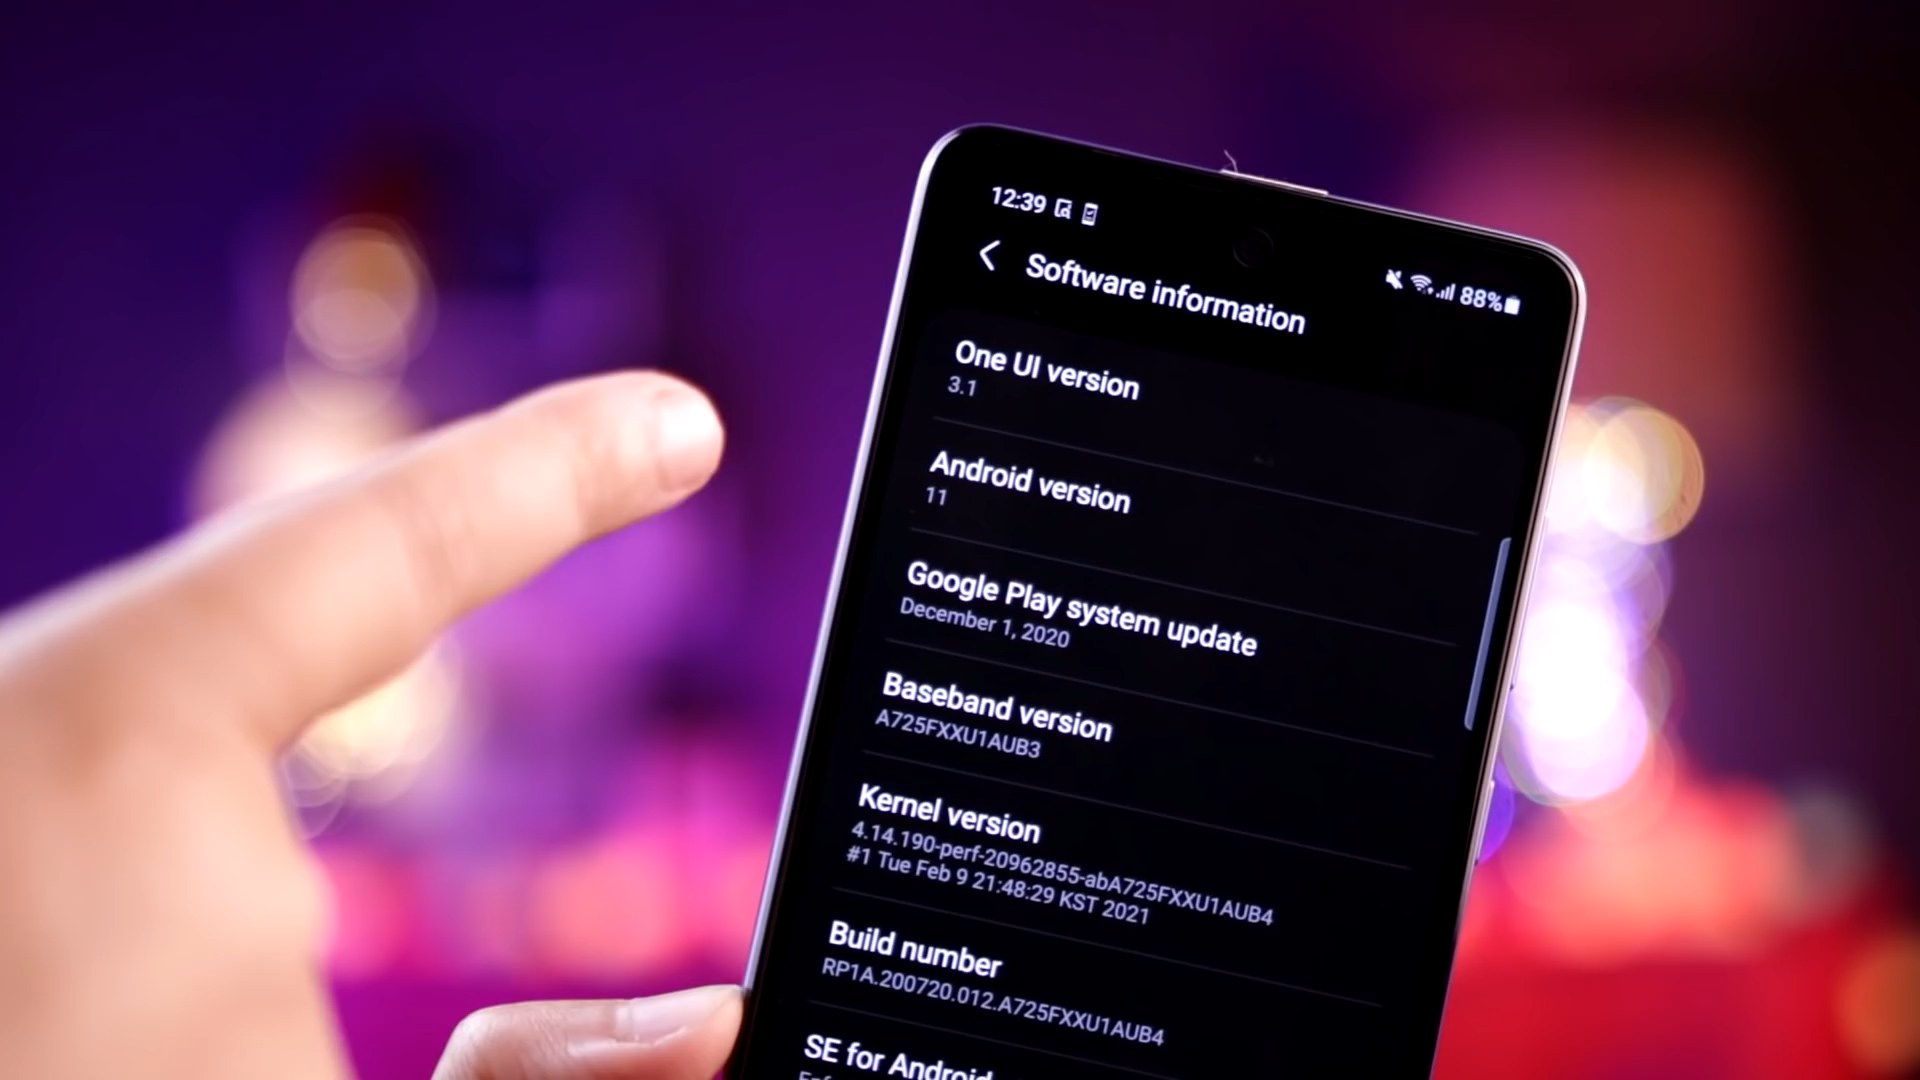 12:39
88%
Software information
One UI version
3.1
Android version
11
Google Play system update
December 1, 2020
Baseband version
A725FXXU1AUB3
Kernel version
4.14.190-perf-20962855-abA725FXXU1AUB4
#1 Tue Feb 9 21:48:29 KST 2021
Build number
RP1A.200720.012.A725FXXU1AUB4
SE for Android